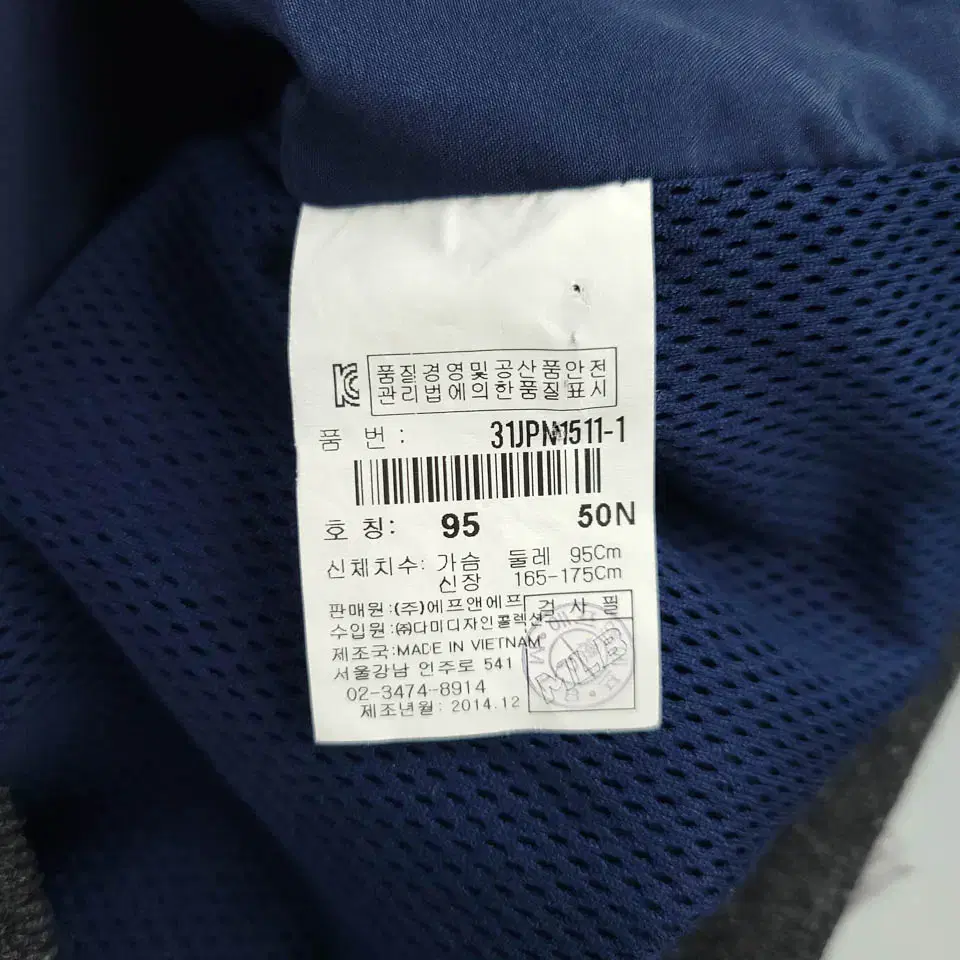 품질경영및공산품안전
관리법에의한품질표시
품 번 : 31JPM1511-1
호 칭: 95 50N
신체치수: 가슴 둘레 95Cm
신장 165-175Cm
판매원:(주)에프앤에프
검 사 필
수입원:㈜다미디자인콜렉션
제조국:MADE IN VIETNAM
MLB
서울강남 언주로 541
02-3474-8914
제조년월: 2014.12